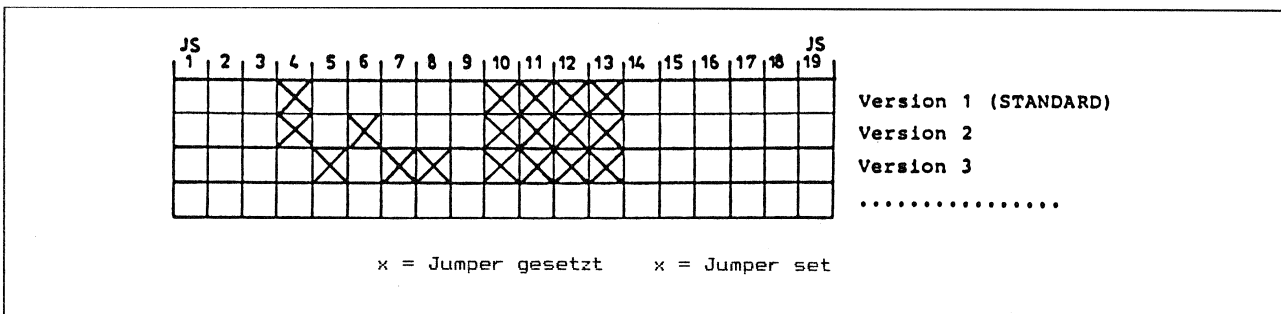 JS JS
1 2 3 4 5 6 7 8 9 10 11 12 13 14 15 16 17 18 19
Version 1 (STANDARD)
Version 2
Version 3
................
x = Jumper gesetzt x = Jumper set